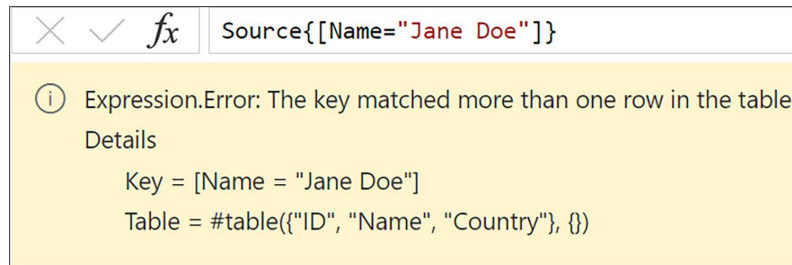 fx Source{[Name="Jane Doe"]}
Expression.Error: The key matched more than one row in the table
Details
Key = [Name = "Jane Doe"]
Table = #table({"ID", "Name", "Country"}, {})